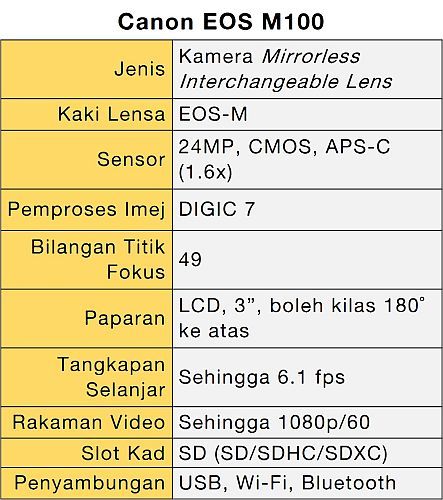 Canon EOS M100
Jenis
Kamera Mirrorless
Interchangeable Lens
Kaki Lensa
EOS-M
Sensor
24MP, CMOS, APS-C
(1.6x)
Pemproses Imej
DIGIC 7
Bilangan Titik
Fokus
49
Paparan
LCD, 3”, boleh kilas 180˚
ke atas
Tangkapan
Selanjar
Sehingga 6.1 fps
Rakaman Video
Sehingga 1080p/60
Slot Kad
SD (SD/SDHC/SDXC)
Penyambungan
USB, Wi-Fi, Bluetooth